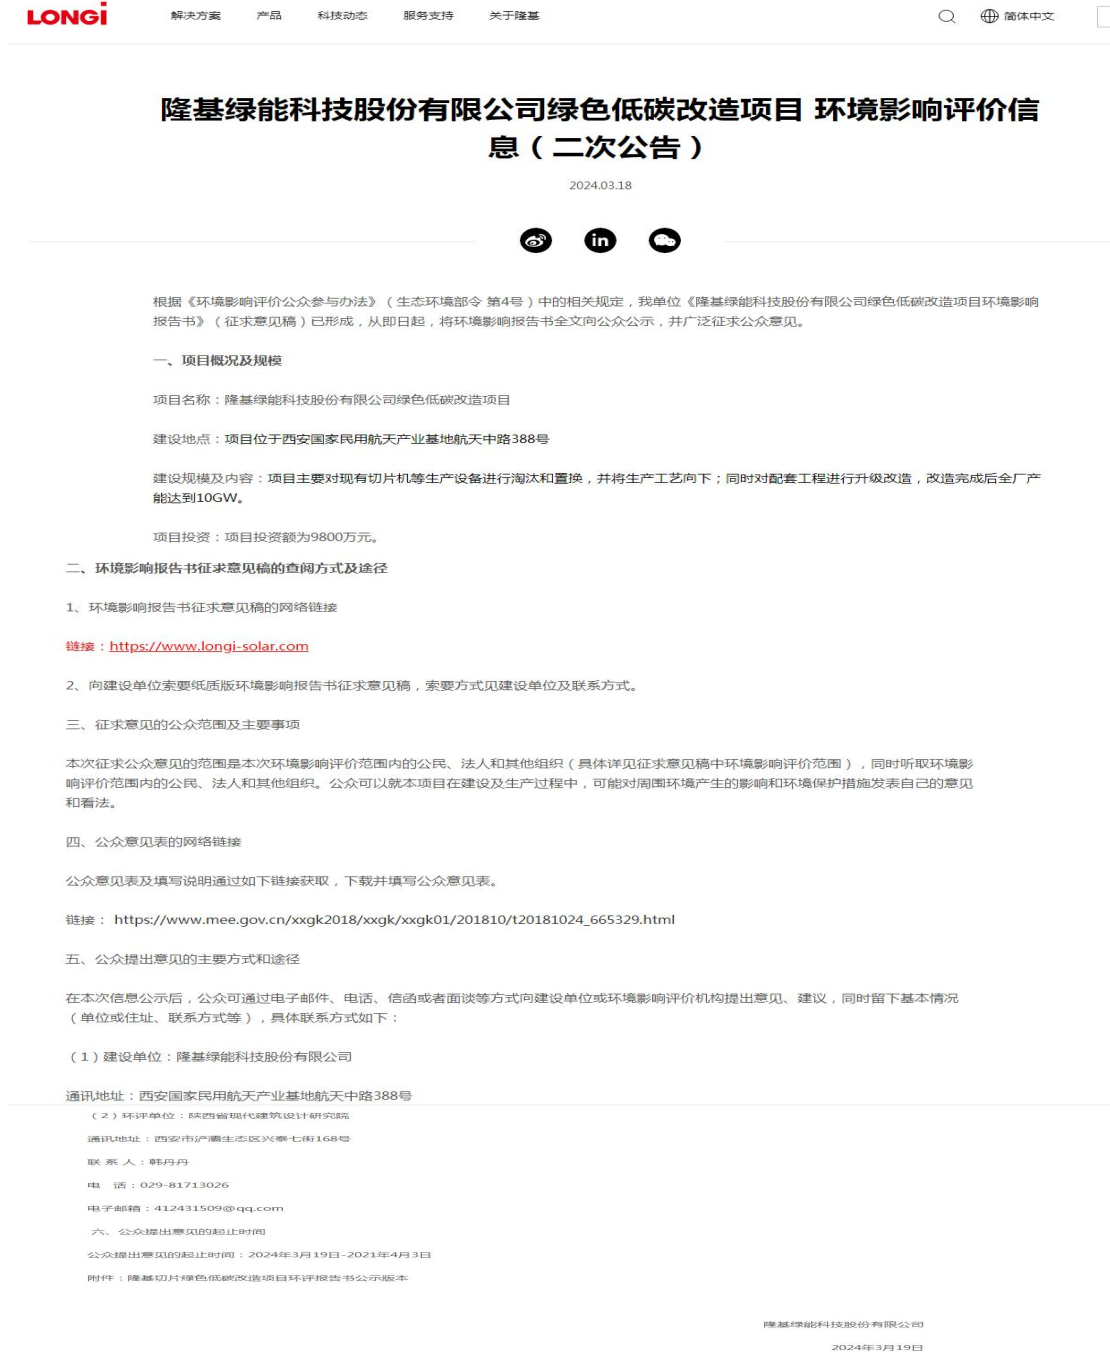 LONGi 解决方案 产品 科技动态 服务支持 关于隆基 简体中文
隆基绿能科技股份有限公司绿色低碳改造项目 环境影响评价信
息（二次公告）
2024.03.18
根据《环境影响评价公众参与办法》（生态环境部令 第4号）中的相关规定，我单位《隆基绿能科技股份有限公司绿色低碳改造项目环境影响
报告书》（征求意见稿）已形成，从即日起，将环境影响报告书全文向公众公示，并广泛征求公众意见。
一、项目概况及规模
项目名称：隆基绿能科技股份有限公司绿色低碳改造项目
建设地点：项目位于西安国家民用航天产业基地航天中路388号
建设规模及内容：项目主要对现有切片机等生产设备进行淘汰和置换，并将生产工艺向下；同时对配套工程进行升级改造，改造完成后全厂产
能达到10GW。
项目投资：项目投资额为9800万元。
二、环境影响报告书征求意见稿的查阅方式及途径
1、环境影响报告书征求意见稿的网络链接
链接：https://www.longi-solar.com
2、向建设单位索要纸质版环境影响报告书征求意见稿，索要方式见建设单位及联系方式。
三、征求意见的公众范围及主要事项
本次征求公众意见的范围是本次环境影响评价范围内的公民、法人和其他组织（具体详见征求意见稿中环境影响评价范围），同时听取环境影
响评价范围内的公民、法人和其他组织。公众可以就本项目在建设及生产过程中，可能对周围环境产生的影响和环境保护措施发表自己的意见
和看法。
四、公众意见表的网络链接
公众意见表及填写说明通过如下链接获取，下载并填写公众意见表。
链接： https://www.mee.gov.cn/xxgk2018/xxgk/xxgk01/201810/t20181024_665329.html
五、公众提出意见的主要方式和途径
在本次信息公示后，公众可通过电子邮件、电话、信函或者面谈等方式向建设单位或环境影响评价机构提出意见、建议，同时留下基本情况
（单位或住址、联系方式等），具体联系方式如下：
（1）建设单位：隆基绿能科技股份有限公司
通讯地址：西安国家民用航天产业基地航天中路388号
（2）环评单位：陕西省现代建筑设计研究院
通讯地址：西安市浐灞生态区兴泰七街168号
联 系 人：韩丹丹
电 话：029-81713026
电子邮箱：412431509@qq.com
六、公众提出意见的起止时间
公众提出意见的起止时间：2024年3月19日-2021年4月3日
附件：隆基切片绿色低碳改造项目环评报告书公示版本
隆基绿能科技股份有限公司
2024年3月19日